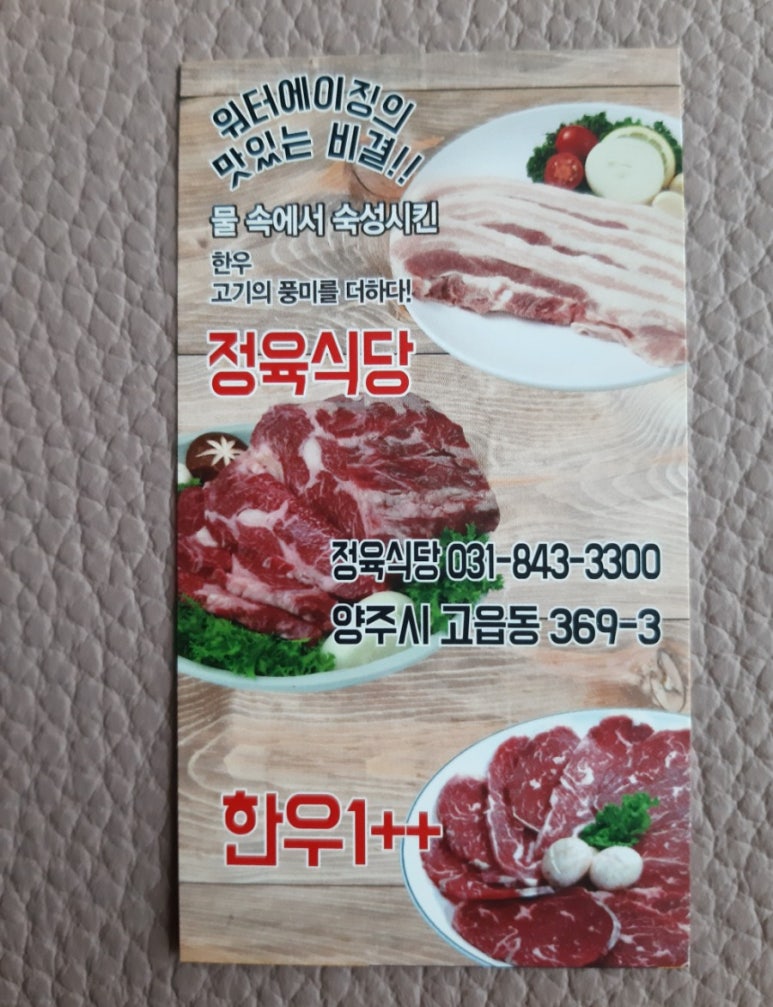 워터에이징의
맛있는 비결!!
물 속에서 숙성시킨
한우
고기의 풍미를 더하다!
정육식당
정육식당 031-843-3300
양주시 고읍동 369-3
한우1++